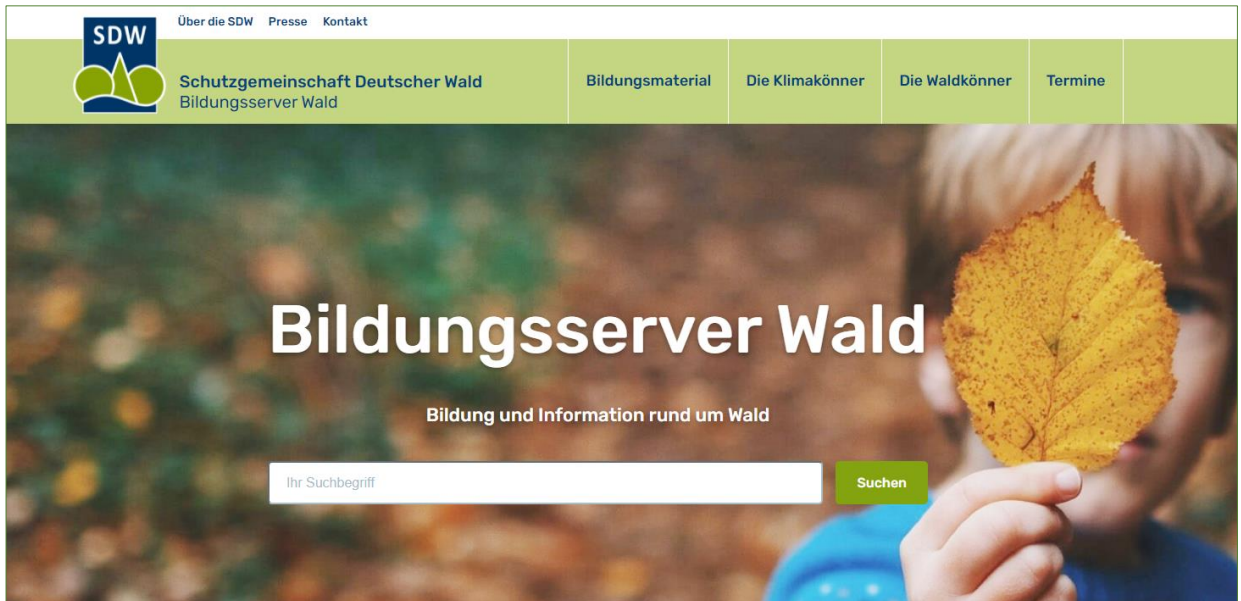 SDW
Über die SDW Presse Kontakt
Schutzgemeinschaft Deutscher Wald
Bildungsserver Wald
Bildungsmaterial Die Klimakönner Die Waldkönner Termine
Bildungsserver Wald
Bildung und Information rund um Wald
Ihr Suchbegriff Suchen